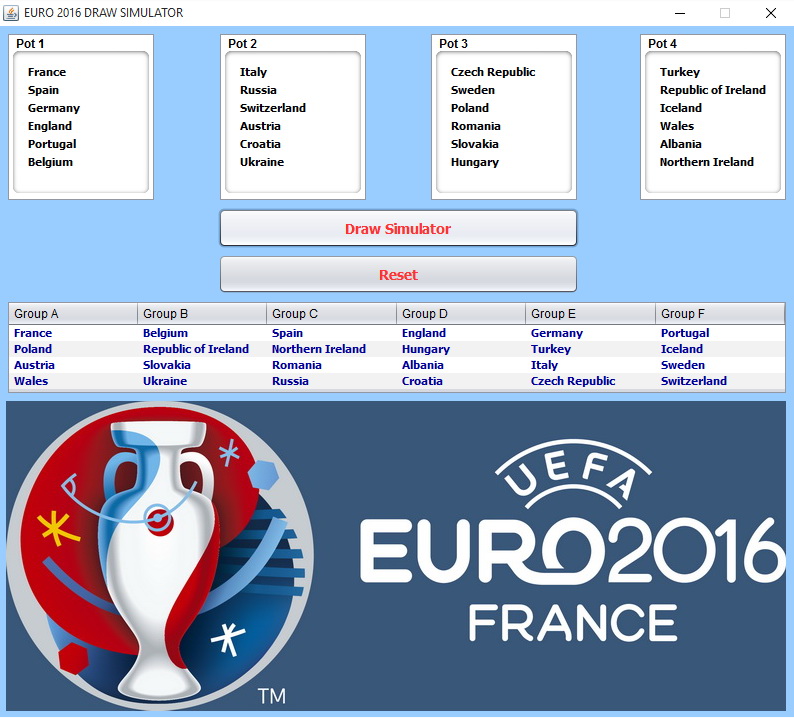 EURO 2016 DRAW SIMULATOR
Pot 1
France
Spain
Germany
England
Portugal
Belgium
Pot 2
Italy
Russia
Switzerland
Austria
Croatia
Ukraine
Pot 3
Czech Republic
Sweden
Poland
Romania
Slovakia
Hungary
Pot 4
Turkey
Republic of Ireland
Iceland
Wales
Albania
Northern Ireland
Draw Simulator
Reset
Group A Group B Group C Group D Group E Group F
France Belgium Spain England Germany Portugal
Poland Republic of Ireland Northern Ireland Hungary Turkey Iceland
Austria Slovakia Romania Albania Italy Sweden
Wales Ukraine Russia Croatia Czech Republic Switzerland
UEFA
EURO2016
FRANCE
TM